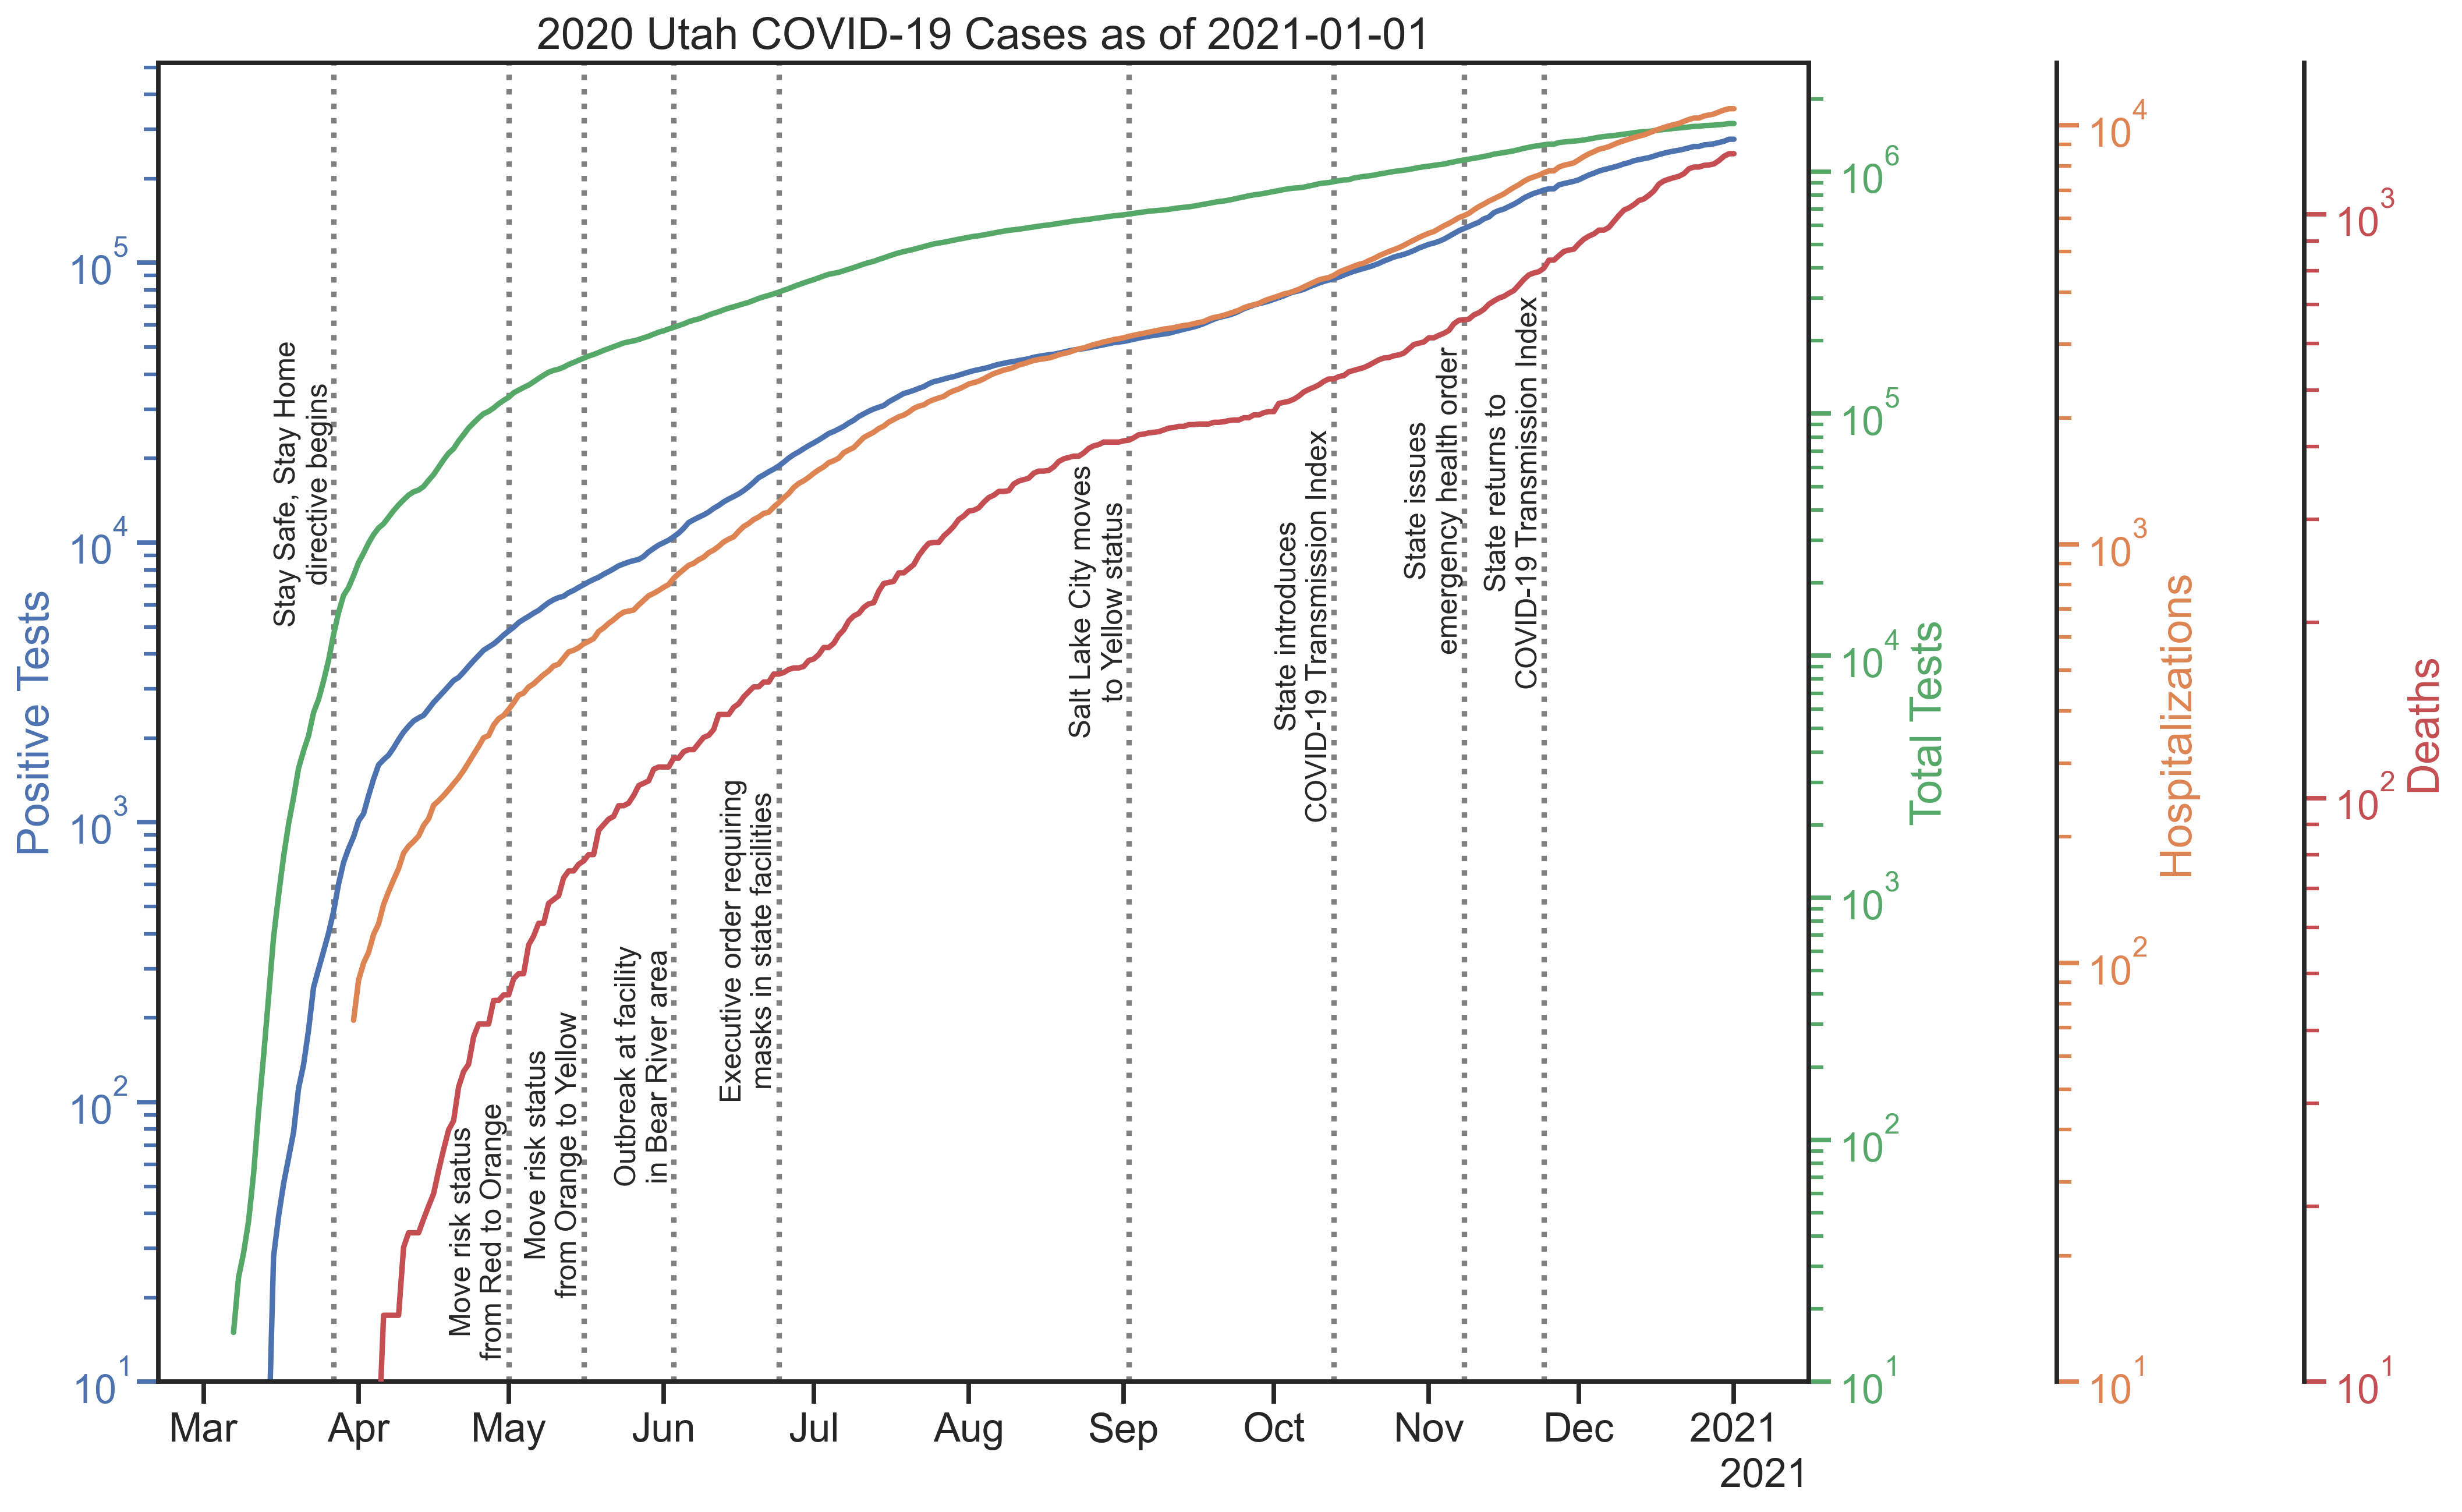 2020 Utah COVID-19 Cases as of 2021-01-01
Positive Tests
10^5
10^4
10^3
10^2
10^1
Stay Safe, Stay Home
directive begins
Move risk status
from Red to Orange
Move risk status
from Orange to Yellow
Outbreak at facility
in Bear River area
Executive order requiring
masks in state facilities
Salt Lake City moves
to Yellow status
State introduces
COVID-19 Transmission Index
State issues
emergency health order
State returns to
COVID-19 Transmission Index
10^6
10^5
10^4
10^3
10^2
10^1
Total Tests
10^4
10^3
10^2
10^1
Hospitalizations
10^3
10^2
10^1
Deaths
Mar Apr May Jun Jul Aug Sep Oct Nov Dec 2021
2021